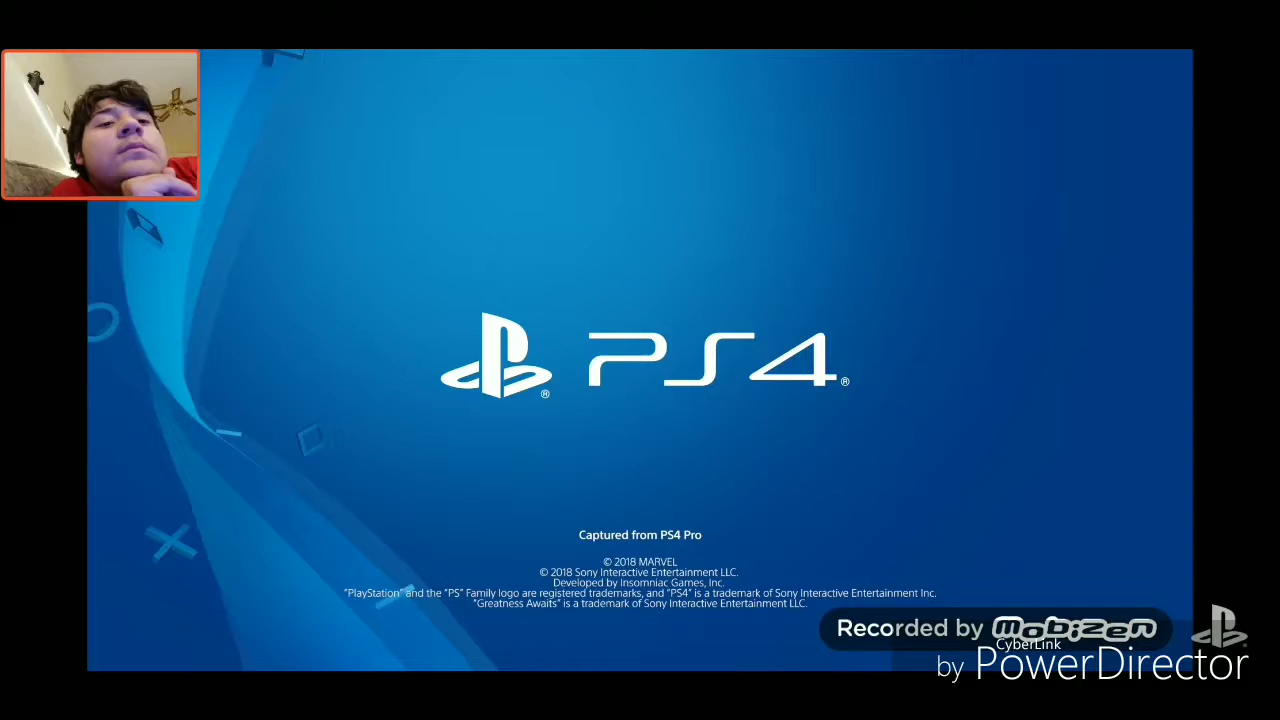 PS4®
Captured from PS4 Pro
© 2018 MARVEL
© 2018 Sony Interactive Entertainment LLC.
Developed by Insomniac Games, Inc.
"PlayStation" and the "PS" Family logo are registered trademarks, and "PS4" is a trademark of Sony Interactive Entertainment Inc.
"Greatness Awaits" is a trademark of Sony Interactive Entertainment LLC.
Recorded by mobizen
CyberLink
by PowerDirector